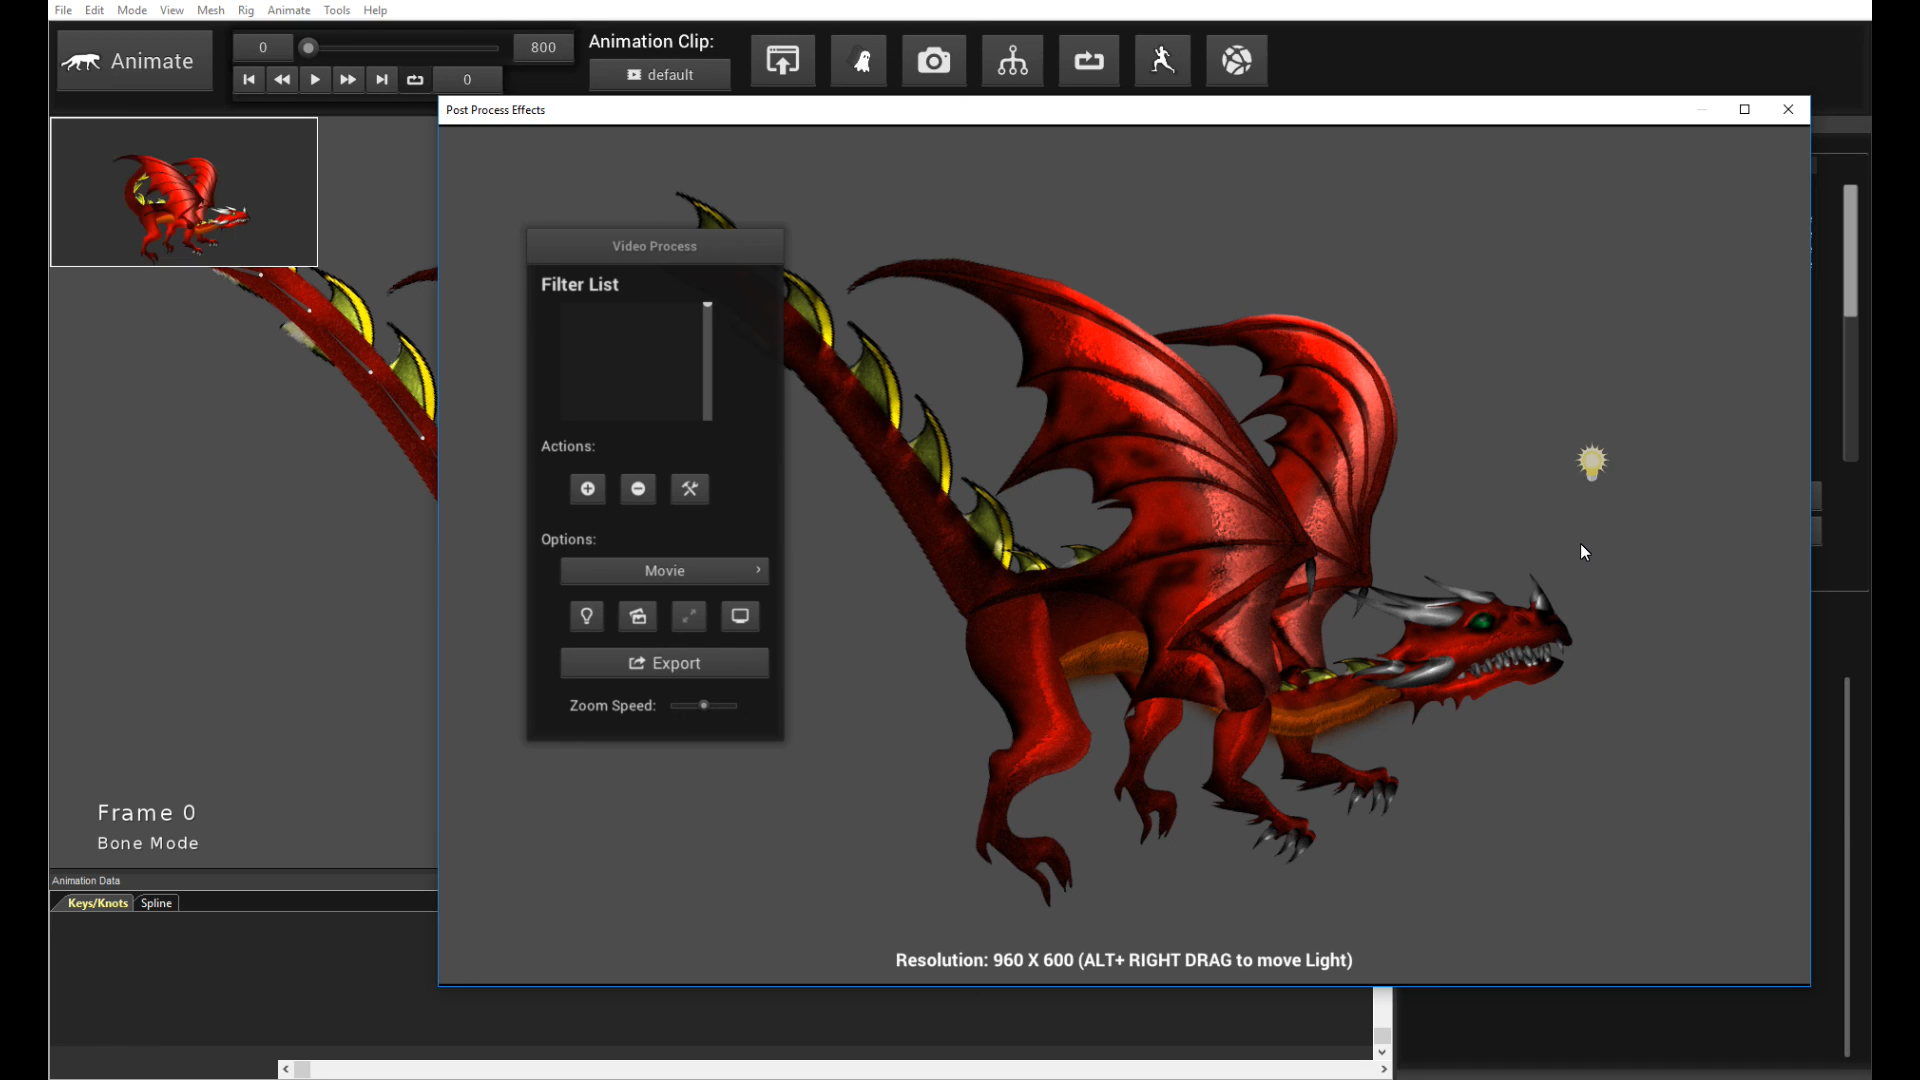 File Edit Mode View Mesh Rig Animate Tools Help
Animate
0
800
0
Animation Clip:
default
Post Process Effects
Video Process
Filter List
Actions:
Options:
Movie
Export
Zoom Speed:
Resolution: 960 X 600 (ALT+ RIGHT DRAG to move Light)
Frame 0
Bone Mode
Animation Data
Keys/Knots Spline